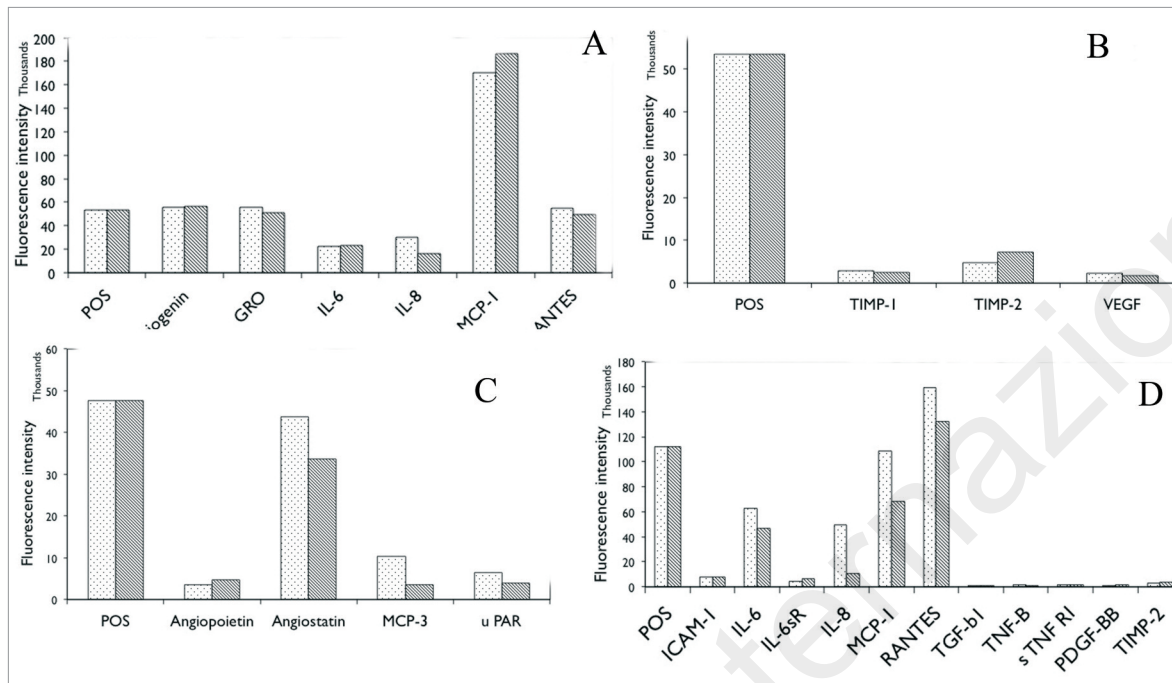 A
Fluorescence intensity Thousands
200
180
160
140
120
100
80
60
40
20
0
POS
iogenin
GRO
IL-6
IL-8
MCP-1
ANTES
B
Fluorescence intensity Thousands
50
40
30
20
10
0
POS TIMP-1 TIMP-2 VEGF
C
Fluorescence intensity Thousands
60
50
40
30
20
10
0
POS Angiopoietin Angiostatin MCP-3 u PAR
D
Fluorescence intensity Thousands
180
160
140
120
100
80
60
40
20
0
POS
ICAM-1
IL-6
IL-6sR
IL-8
MCP-1
RANTES
TGF-b1
TNF-B
s TNF RI
PDGF-BB
TIMP-2
ternazion